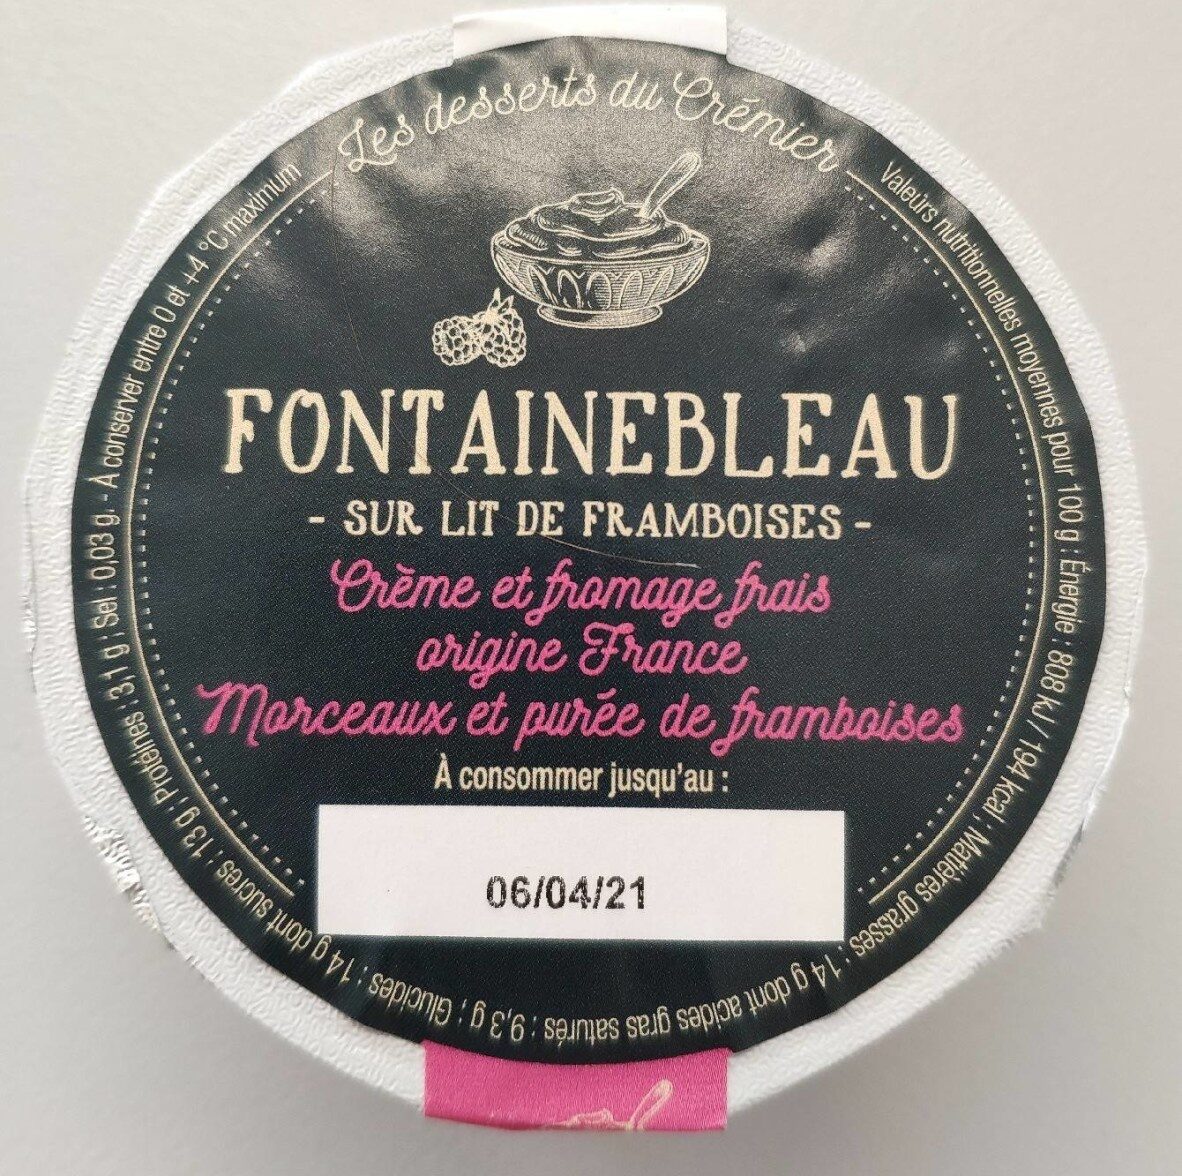 Les desserts du Crémier
FONTAINEBLEAU
- SUR LIT DE FRAMBOISES -
Crème et fromage frais
origine France
Morceaux et purée de framboises
À consommer jusqu'au :
06/04/21
Valeurs nutritionnelles moyennes pour 100 g : Énergie : 808 kJ / 194 kcal ; Matières grasses : 14 g dont acides gras saturés : 9,3 g ; Glucides : 14 g dont sucres : 13 g ; Protéines : 3,1 g ; Sel : 0,03 g. - À conserver entre 0 et +4 °C maximum